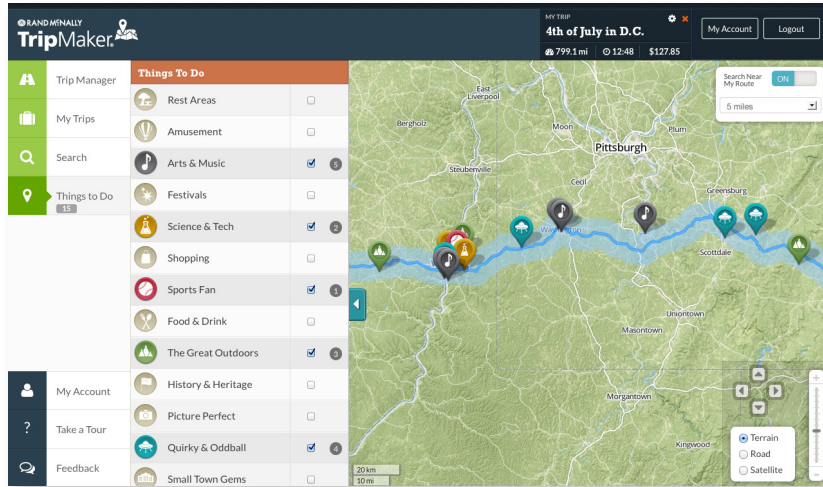 RAND MCNALLY
TripMaker®
MY TRIP
4th of July in D.C.
799.1 mi
12:48
$127.85
My Account
Logout
Trip Manager
My Trips
Search
Things to Do
15
My Account
?
Take a Tour
Feedback
Things To Do
Rest Areas
Amusement
Arts & Music
5
Festivals
Science & Tech
2
Shopping
Sports Fan
1
Food & Drink
The Great Outdoors
3
History & Heritage
Picture Perfect
Quirky & Oddball
4
Small Town Gems
Search Near
My Route
ON
5 miles
East
Liverpool
Bergholz
Moon
Plum
Pittsburgh
Steubenville
Cecil
Greensburg
Scottdale
Uniontown
Masontown
Morgantown
Kingwood
20 km
10 mi
Terrain
Road
Satellite